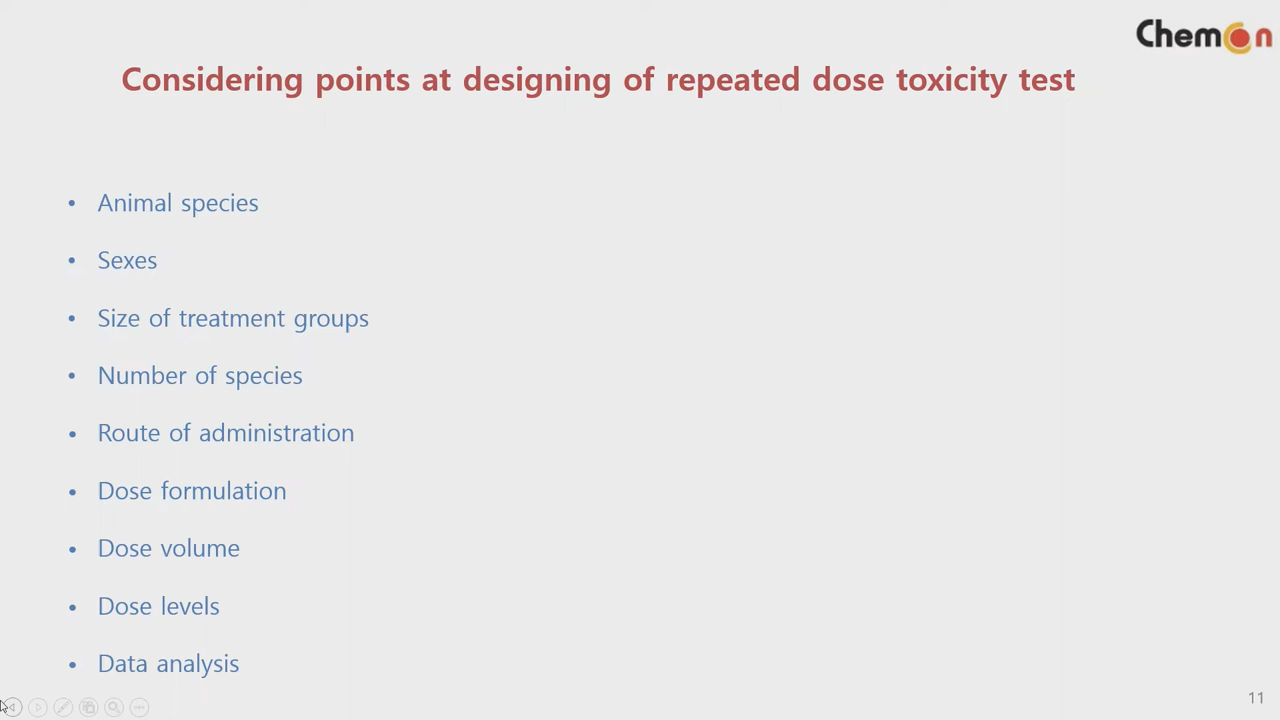 ChemOn
Considering points at designing of repeated dose toxicity test
• Animal species
• Sexes
• Size of treatment groups
• Number of species
• Route of administration
• Dose formulation
• Dose volume
• Dose levels
• Data analysis
11